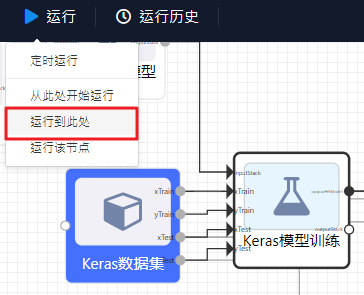 运行
运行历史
定时运行
模型
从此处开始运行
运行到此处
运行该节点
xTrain
yTrain
xTest
yTest
Keras数据集
inputStack
xTrain
yTrain
xTest
yTest
outputStack
Keras模型训练